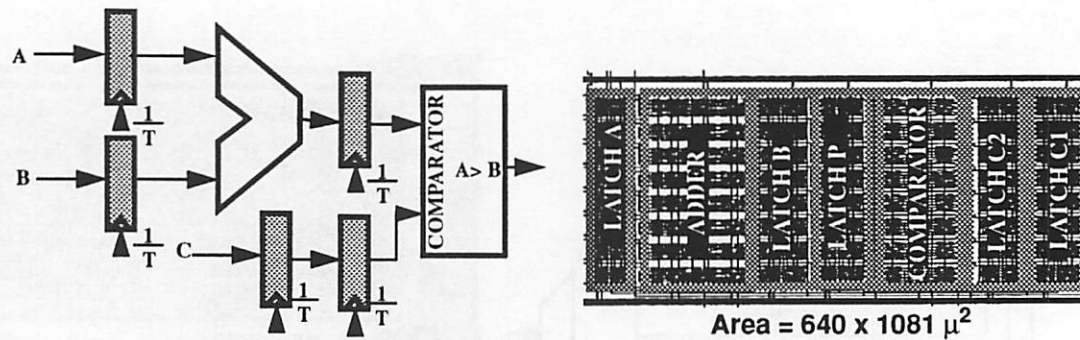 A
1
T
B
1
T
C
1
T
1
T
1
T
COMPARATOR
A> B
LATCH A
ADDER
LATCH B
LATCH P
COMPARATOR
LATCH C2
LATCH C1
Area = 640 x 1081 μ²